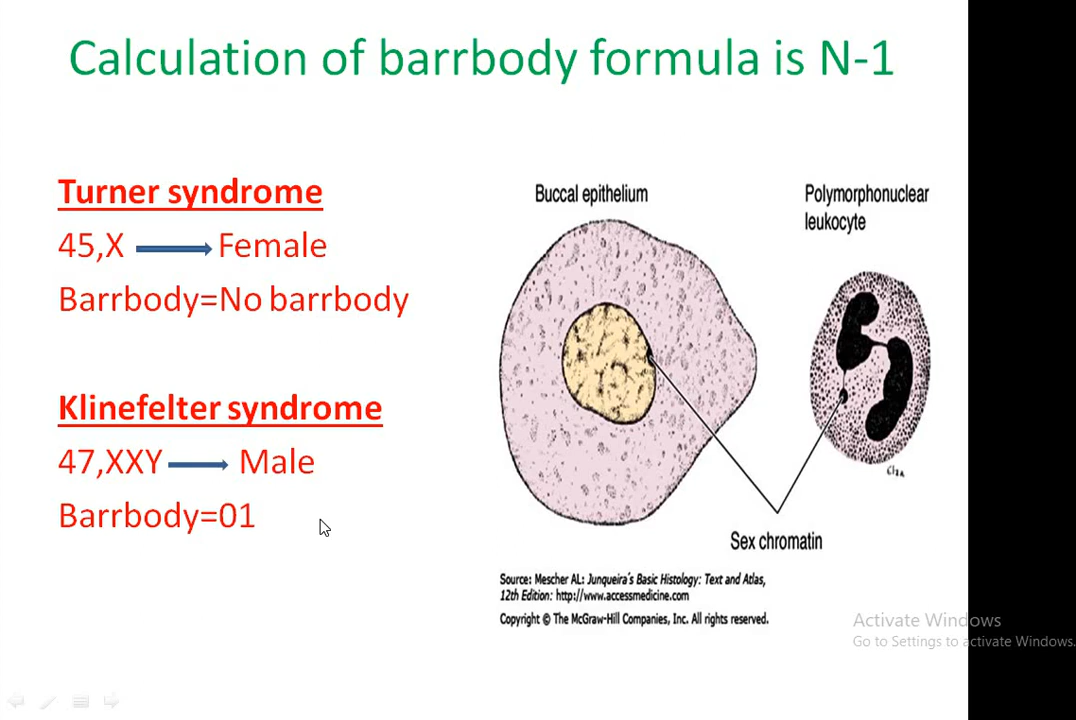 Calculation of barrbody formula is N-1
Turner syndrome
45,X Female
Barrbody=No barrbody
Klinefelter syndrome
47,XXY Male
Barrbody=01
Buccal epithelium
Polymorphonuclear
leukocyte
Sex chromatin
Source: Mescher AL: Junqueira's Basic Histology: Text and Atlas,
12th Edition: http://www.accessmedicine.com
Copyright © The McGraw-Hill Companies, Inc. All rights reserved.
Activate Windows
Go to Settings to activate Windows.